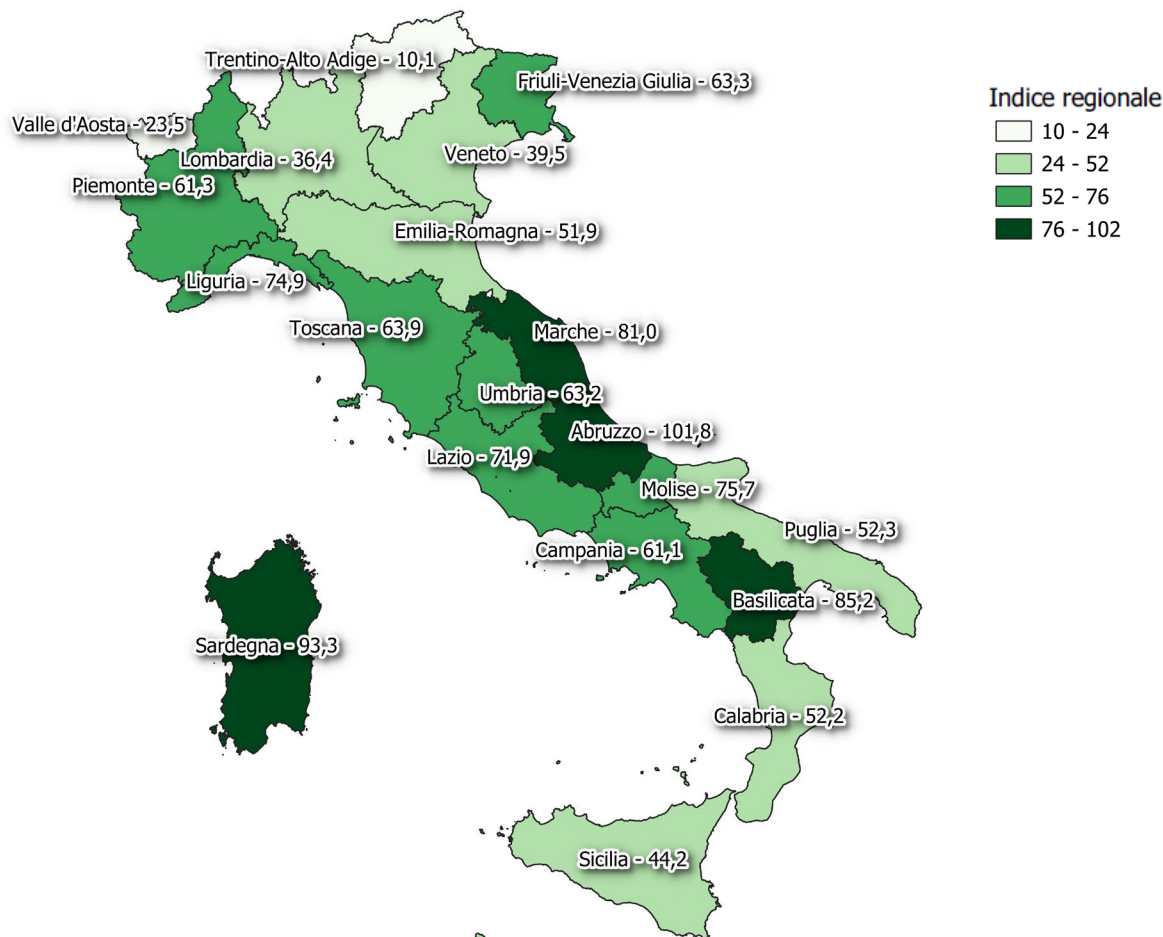 Trentino-Alto Adige - 10,1
Friuli-Venezia Giulia - 63,3
Valle d'Aosta - 23,5
Lombardia - 36,4
Veneto - 39,5
Piemonte - 61,3
Emilia-Romagna - 51,9
Liguria - 74,9
Toscana - 63,9
Marche - 81,0
Umbria - 63,2
Abruzzo - 101,8
Lazio - 71,9
Molise - 75,7
Puglia - 52,3
Campania - 61,1
Basilicata - 85,2
Sardegna - 93,3
Calabria - 52,2
Sicilia - 44,2
Indice regionale
10 - 24
24 - 52
52 - 76
76 - 102